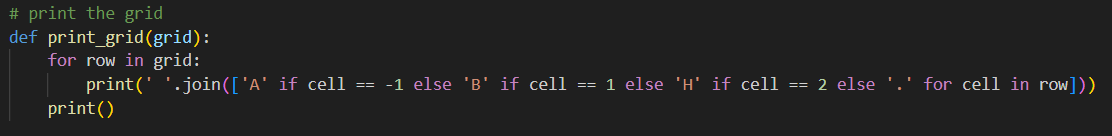 # print the grid
def print_grid(grid):
    for row in grid:
        print(' '.join(['A' if cell == -1 else 'B' if cell == 1 else 'H' if cell == 2 else '.' for cell in row]))
    print()